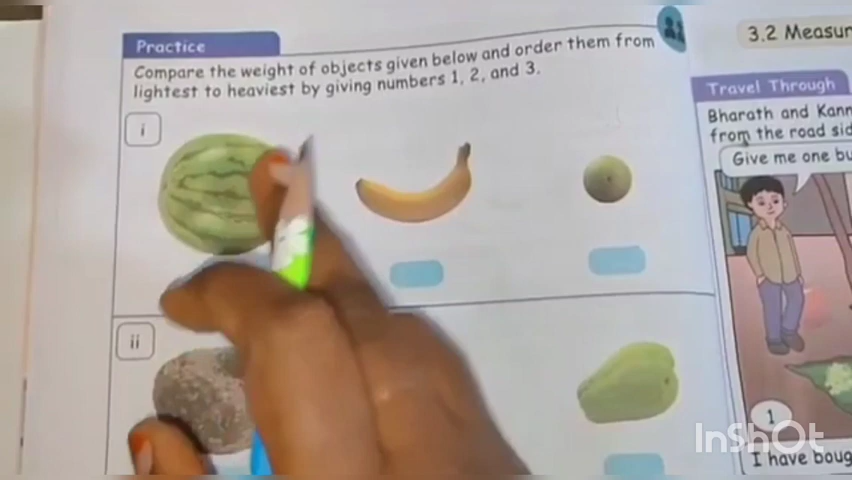 Practice
Compare the weight of objects given below and order them from
lightest to heaviest by giving numbers 1, 2, and 3.
i
ii
3.2 Measur
Travel Through
Bharath and Kann
from the road sid
Give me one bu
1
I have boug
InShOt